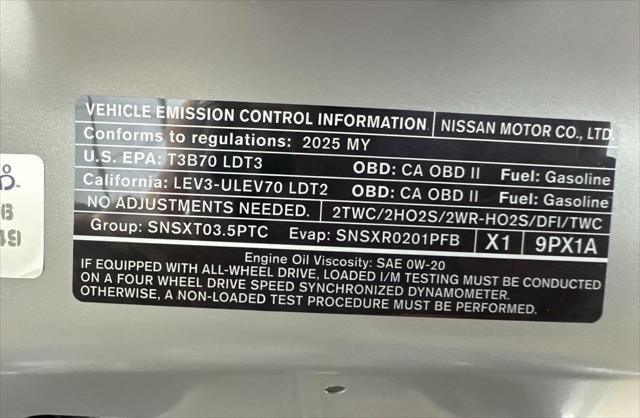 VEHICLE EMISSION CONTROL INFORMATION NISSAN MOTOR CO., LTD.
Conforms to regulations: 2025 MY
U.S. EPA: T3B70 LDT3 OBD: CA OBD II Fuel: Gasoline
California: LEV3-ULEV70 LDT2 OBD: CA OBD II Fuel: Gasoline
NO ADJUSTMENTS NEEDED. 2TWC/2HO2S/2WR-HO2S/DFI/TWC
Group: SNSXT03.5PTC Evap: SNSXR0201PFB X1 9PX1A
Engine Oil Viscosity: SAE 0W-20
IF EQUIPPED WITH ALL-WHEEL DRIVE, LOADED I/M TESTING MUST BE CONDUCTED
ON A FOUR WHEEL DRIVE SPEED SYNCHRONIZED DYNAMOMETER.
OTHERWISE, A NON-LOADED TEST PROCEDURE MUST BE PERFORMED.